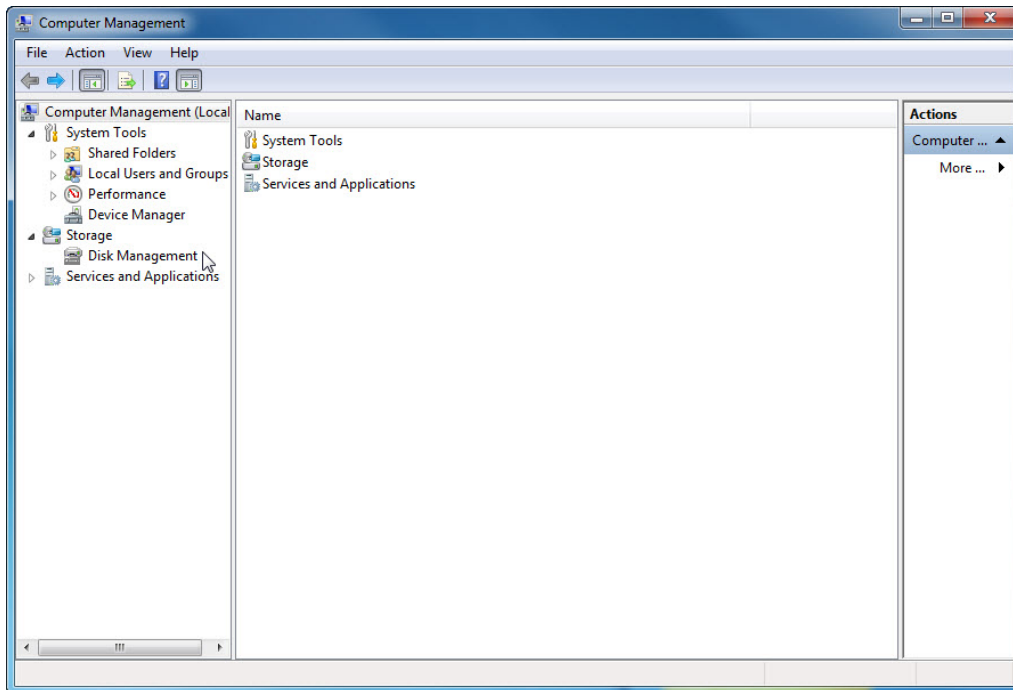 Computer Management
File Action View Help
Computer Management (Local
System Tools
Shared Folders
Local Users and Groups
Performance
Device Manager
Storage
Disk Management
Services and Applications
Name
System Tools
Storage
Services and Applications
Actions
Computer ...
More ...